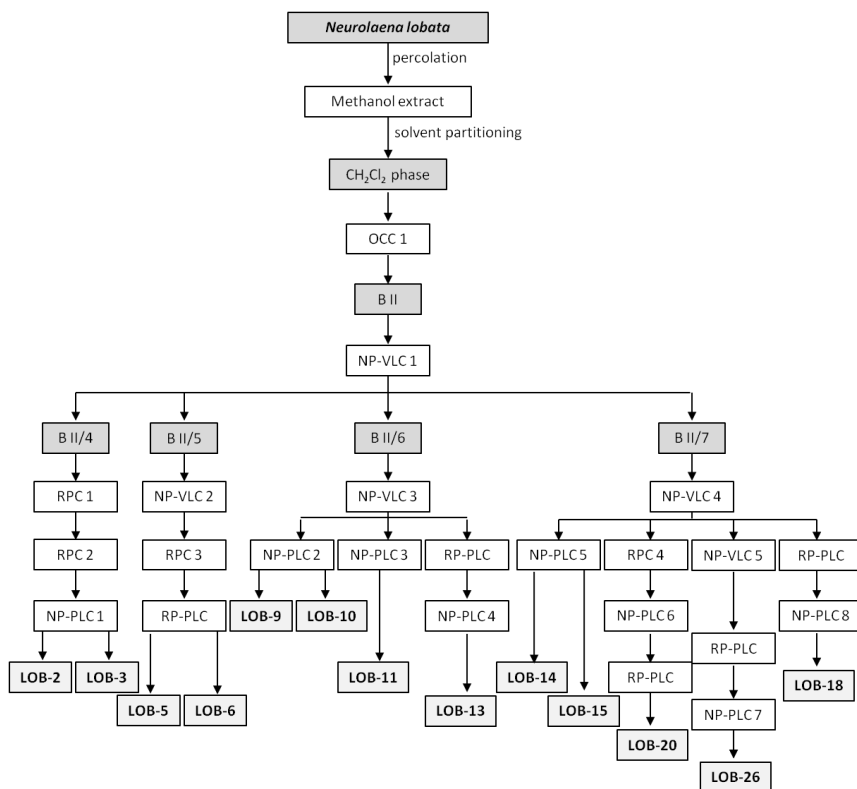 Neurolaena lobata
percolation
Methanol extract
solvent partitioning
CH₂Cl₂ phase
OCC 1
B II
NP-VLC 1
B II/4
B II/5
B II/6
B II/7
RPC 1
NP-VLC 2
NP-VLC 3
NP-VLC 4
RPC 2
RPC 3
NP-PLC 2
NP-PLC 3
RP-PLC
NP-PLC 5
RPC 4
NP-VLC 5
RP-PLC
NP-PLC 1
RP-PLC
LOB-9
LOB-10
NP-PLC 4
NP-PLC 6
NP-PLC 8
RP-PLC
LOB-2
LOB-3
LOB-11
LOB-14
RP-PLC
LOB-18
LOB-5
LOB-6
LOB-13
LOB-15
NP-PLC 7
LOB-20
LOB-26